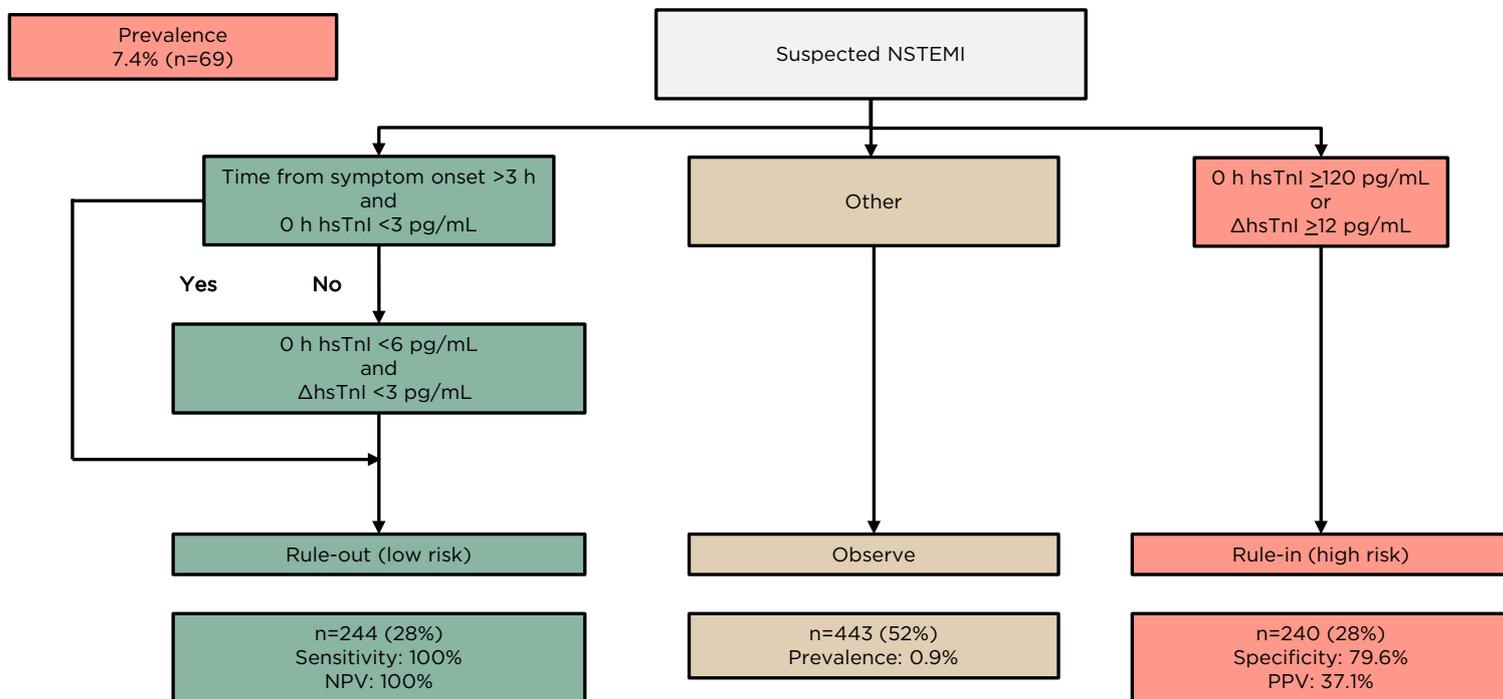 Prevalence
7.4% (n=69)
Suspected NSTEMI
Time from symptom onset >3 h
and
0 h hsTnI <3 pg/mL
Other
0 h hsTnI ≥120 pg/mL
or
ΔhsTnI ≥12 pg/mL
Yes
No
0 h hsTnI <6 pg/mL
and
ΔhsTnI <3 pg/mL
Rule-out (low risk)
Observe
Rule-in (high risk)
n=244 (28%)
Sensitivity: 100%
NPV: 100%
n=443 (52%)
Prevalence: 0.9%
n=240 (28%)
Specificity: 79.6%
PPV: 37.1%